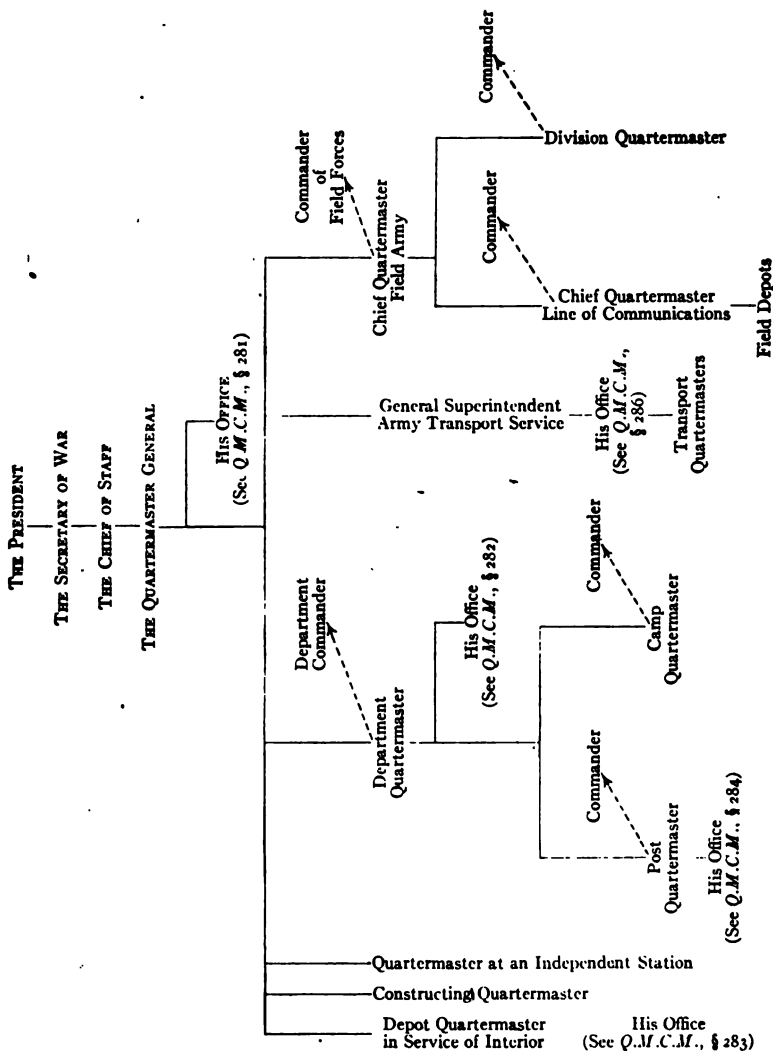 THE PRESIDENT
THE SECRETARY OF WAR
THE CHIEF OF STAFF
THE QUARTERMASTER GENERAL
HIS OFFICE
(See Q.M.C.M., § 281)
Depot Quartermaster
in Service of Interior
His Office
(See Q.M.C.M., § 283)
Constructing Quartermaster
Quartermaster at an Independent Station
Department
Commander
Department
Quartermaster
His Office
(See Q.M.C.M., § 282)
Commander
Post
Quartermaster
His Office
(See Q.M.C.M., § 284)
Commander
Camp
Quartermaster
General Superintendent
Army Transport Service
His Office
(See Q.M.C.M.,
§ 286)
Transport
Quartermasters
Commander
of
Field Forces
Chief Quartermaster
Field Army
Commander
Chief Quartermaster
Line of Communications
Field Depots
Commander
Division Quartermaster